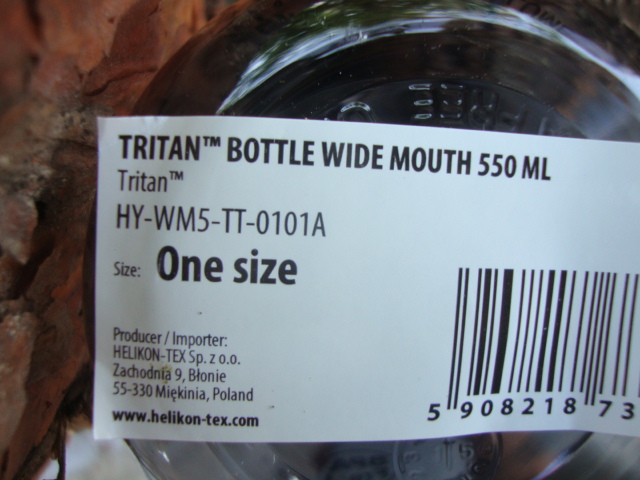 TRITAN™ BOTTLE WIDE MOUTH 550 ML
Tritan™
HY-WM5-TT-0101A
Size: One size
Producer / Importer:
HELIKON-TEX Sp. z o.o.
Zachodnia 9, Błonie
55-330 Miękinia, Poland
www.helikon-tex.com
5 908218 73